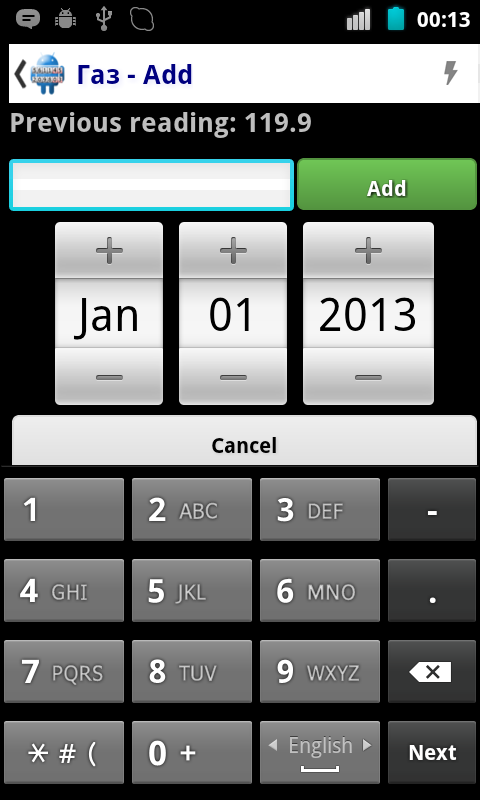 00:13
Газ - Add
Previous reading: 119.9
Add
Jan 01 2013
Cancel
1 2 ABC 3 DEF -
4 GHI 5 JKL 6 MNO .
7 PQRS 8 TUV 9 WXYZ
* # ( 0 + English Next